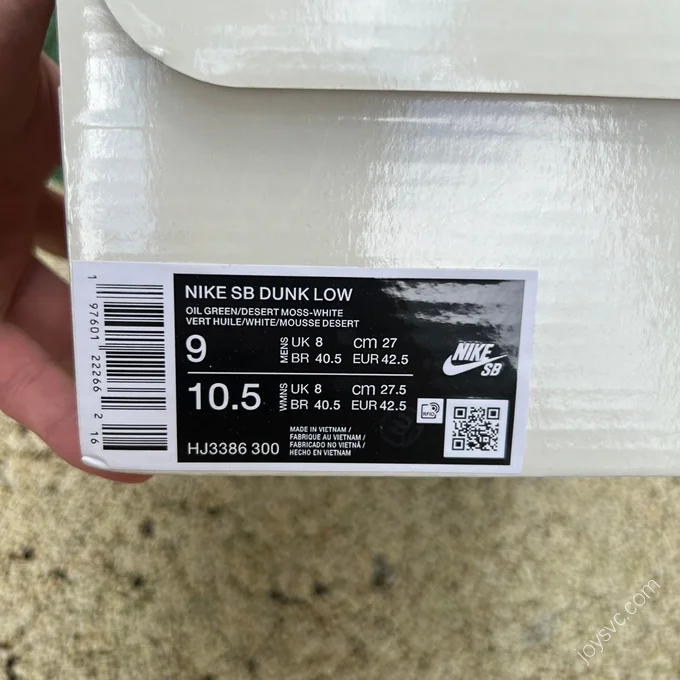 NIKE SB DUNK LOW
OIL GREEN/DESERT MOSS-WHITE
VERT HUILE/WHITE/MOUSSE DESERT
9 MENS UK 8 cm 27
BR 40.5 EUR 42.5
10.5 WMNS UK 8 cm 27.5
BR 40.5 EUR 42.5
HJ3386 300
MADE IN VIETNAM /
FABRIQUE AU VIETNAM /
FABRICADO NO VIETNÃ /
HECHO EN VIETNAM
RFID
NIKE
SB
1 97601 22266 2 16
joysvc.com